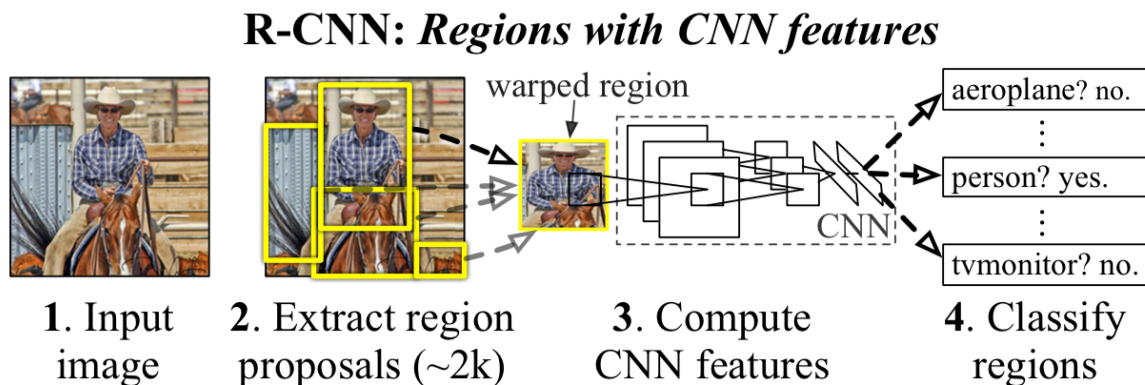 R-CNN: Regions with CNN features
warped region
aeroplane? no.
person? yes.
tvmonitor? no.
CNN
1. Input
image
2. Extract region
proposals (~2k)
3. Compute
CNN features
4. Classify
regions